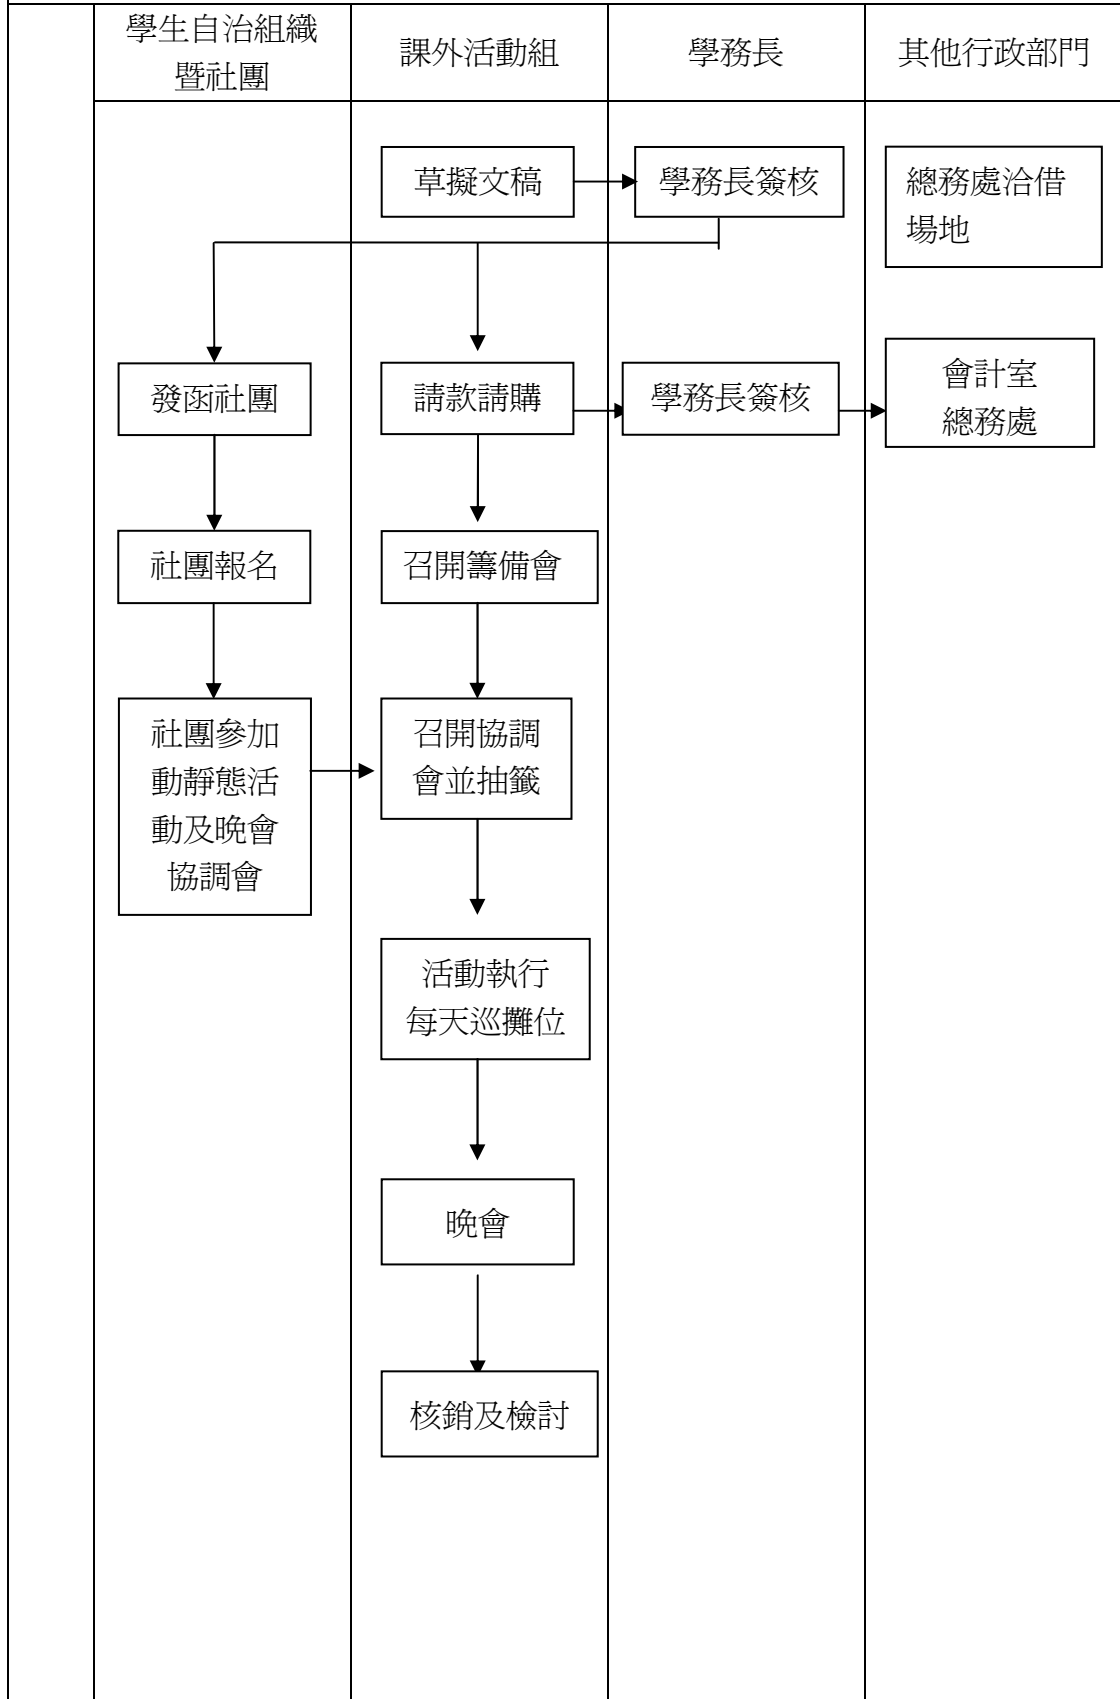 學生自治組織
暨社團
課外活動組
學務長
其他行政部門
草擬文稿
學務長簽核
總務處洽借
場地
發函社團
請款請購
學務長簽核
會計室
總務處
社團報名
召開籌備會
社團參加
動靜態活
動及晚會
協調會
召開協調
會並抽籤
活動執行
每天巡攤位
晚會
核銷及檢討